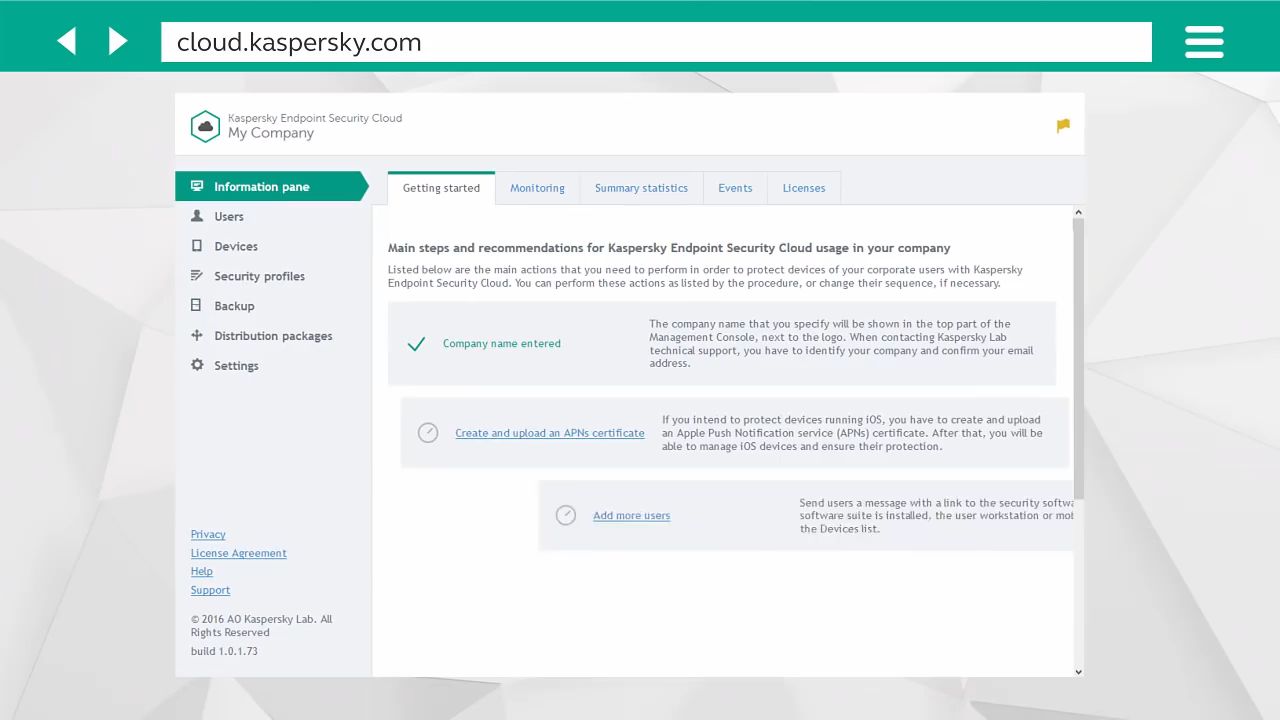 cloud.kaspersky.com
Kaspersky Endpoint Security Cloud
My Company
Information pane
Users
Devices
Security profiles
Backup
Distribution packages
Settings
Privacy
License Agreement
Help
Support
© 2016 AO Kaspersky Lab. All
Rights Reserved
build 1.0.1.73
Getting started
Monitoring
Summary statistics
Events
Licenses
Main steps and recommendations for Kaspersky Endpoint Security Cloud usage in your company
Listed below are the main actions that you need to perform in order to protect devices of your corporate users with Kaspersky
Endpoint Security Cloud. You can perform these actions as listed by the procedure, or change their sequence, if necessary.
Company name entered
The company name that you specify will be shown in the top part of the
Management Console, next to the logo. When contacting Kaspersky Lab
technical support, you have to identify your company and confirm your email
address.
Create and upload an APNs certificate
If you intend to protect devices running iOS, you have to create and upload
an Apple Push Notification service (APNs) certificate. After that, you will be
able to manage iOS devices and ensure their protection.
Add more users
Send users a message with a link to the security
software suite is installed, the user workstation or
the Devices list.